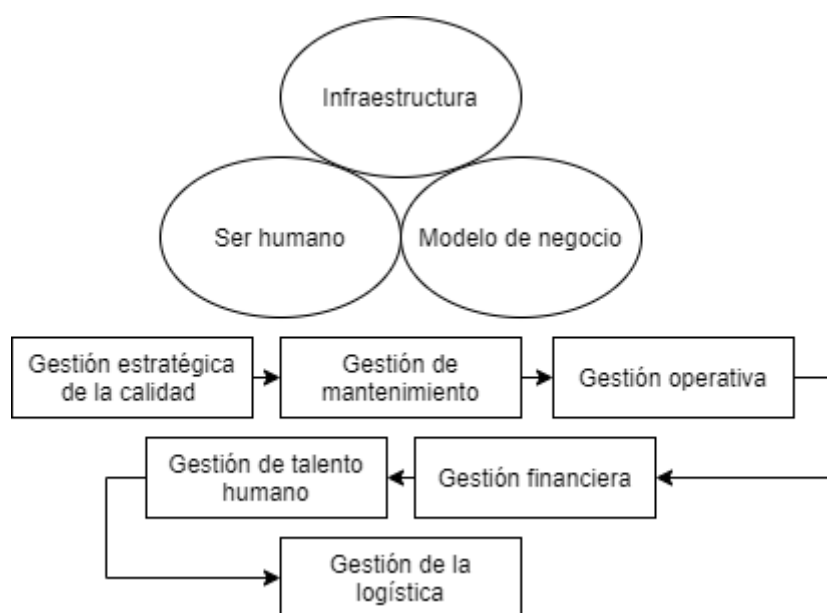 Infraestructura
Ser humano
Modelo de negocio
Gestión estratégica
de la calidad
Gestión de
mantenimiento
Gestión operativa
Gestión de talento
humano
Gestión financiera
Gestión de la
logística